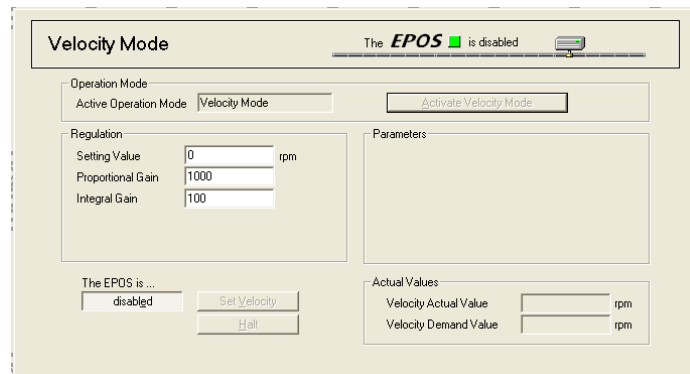 Velocity Mode
The EPOS is disabled
Operation Mode
Active Operation Mode Velocity Mode Activate Velocity Mode
Regulation
Setting Value 0 rpm
Proportional Gain 1000
Integral Gain 100
Parameters
The EPOS is ...
disabled
Set Velocity
Halt
Actual Values
Velocity Actual Value rpm
Velocity Demand Value rpm